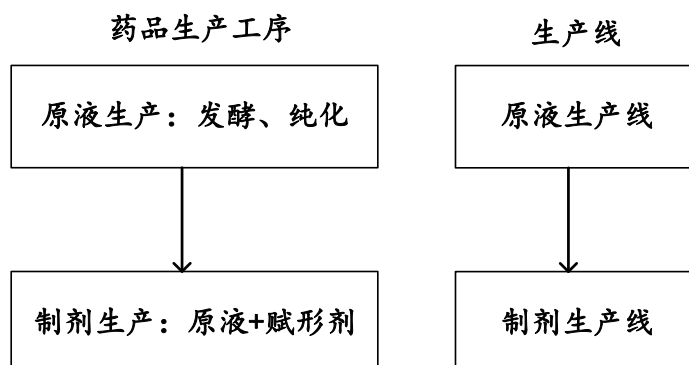 药品生产工序
生产线
原液生产：发酵、纯化
原液生产线
制剂生产：原液+赋形剂
制剂生产线